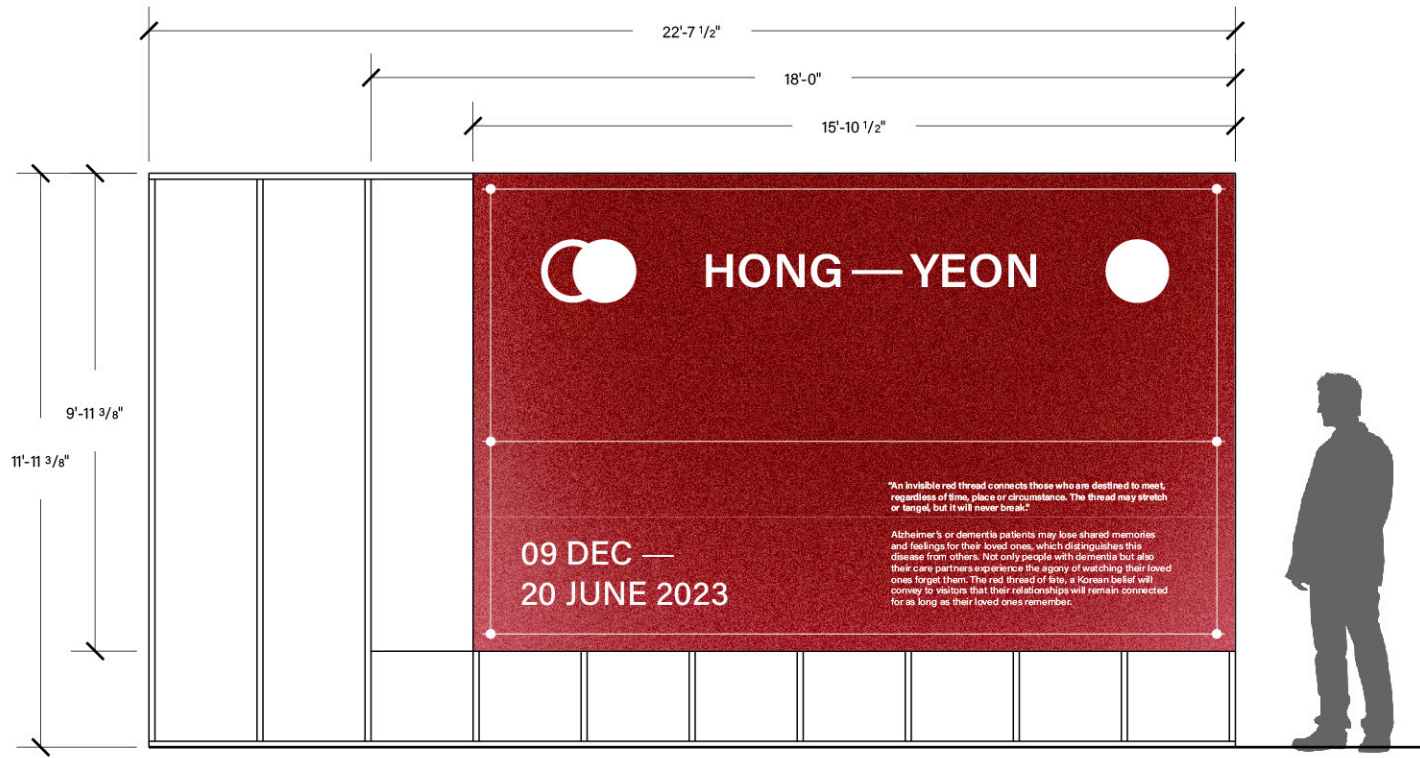 22'-7 1/2"
18'-0"
15'-10 1/2"
9'-11 3/8"
11'-11 3/8"
HONG — YEON
"An invisible red thread connects those who are destined to meet,
regardless of time, place or circumstance. The thread may stretch
or tangel, but it will never break."
Alzheimer's or dementia patients may lose shared memories
and feelings for their loved ones, which distinguishes this
disease from others. Not only people with dementia but also
their care partners experience the agony of watching their loved
ones forget them. The red thread of fate, a Korean belief will
convey to visitors that their relationships will remain connected
for as long as their loved ones remember.
09 DEC —
20 JUNE 2023